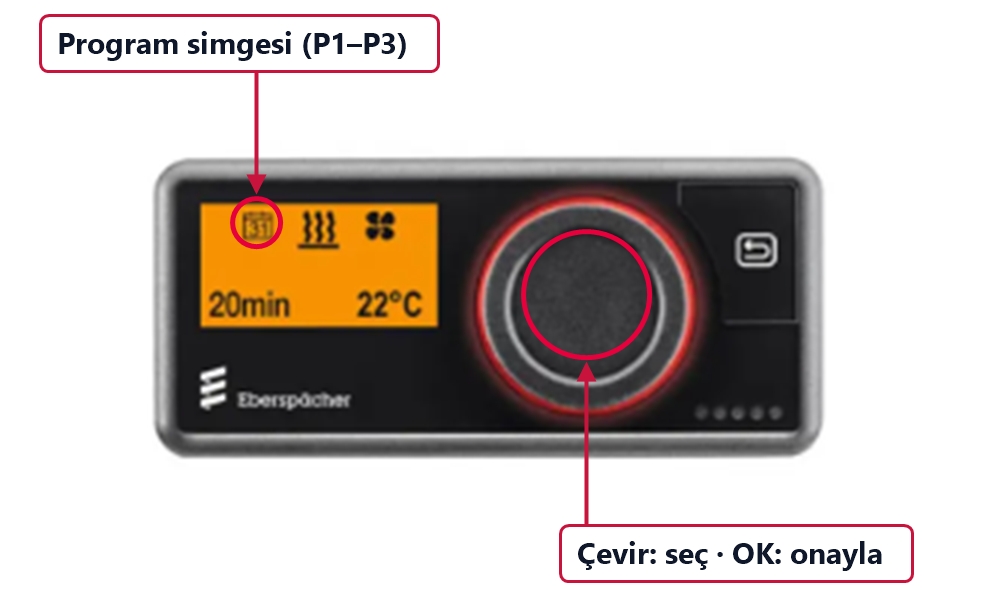 Program simgesi (P1–P3)
31
20min 22°C
Eberspächer
Çevir: seç · OK: onayla